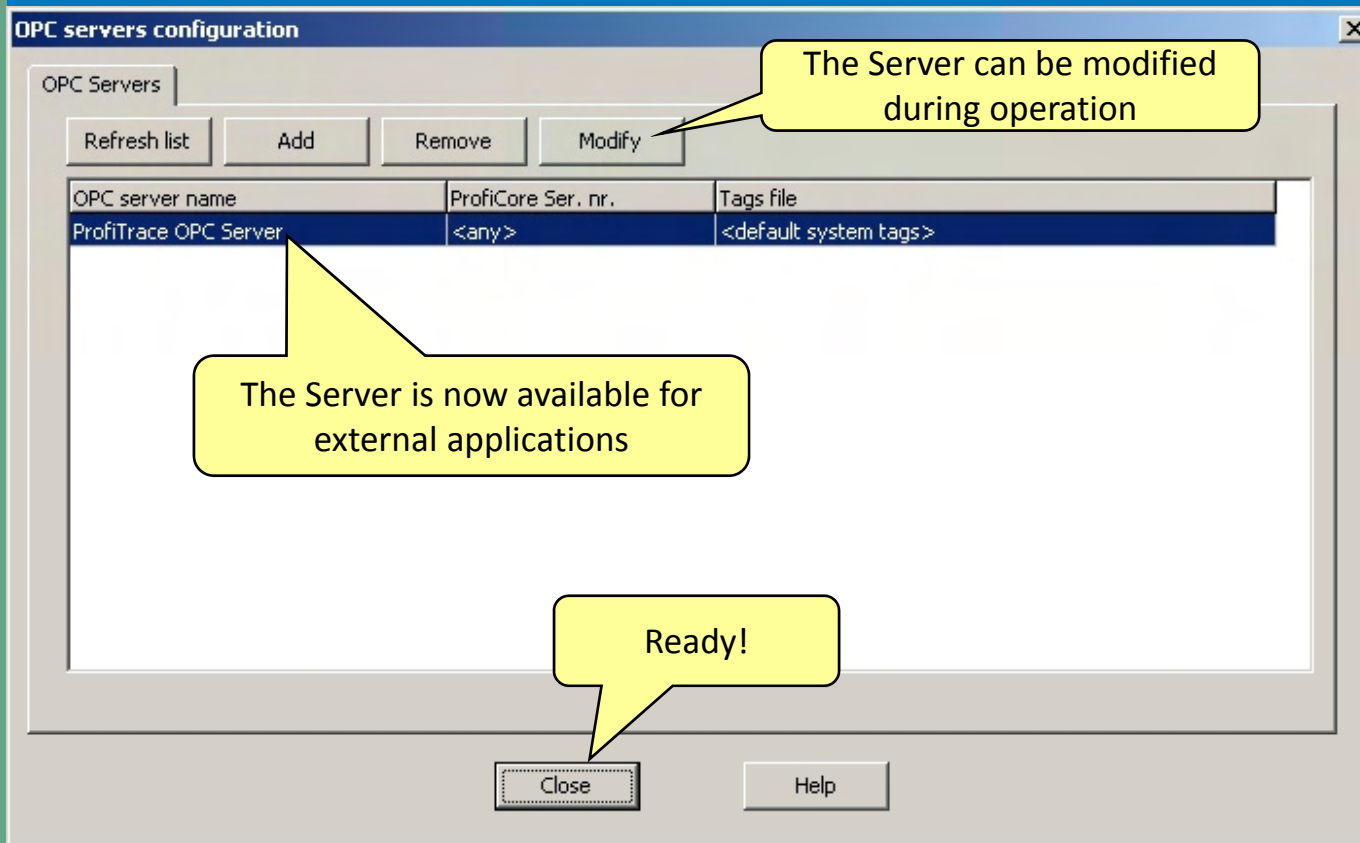 OPC servers configuration
The Server can be modified
during operation
OPC Servers
Refresh list Add Remove Modify
OPC server name ProfiCore Ser. nr. Tags file
ProfiTrace OPC Server <any> <default system tags>
The Server is now available for
external applications
Ready!
Close Help